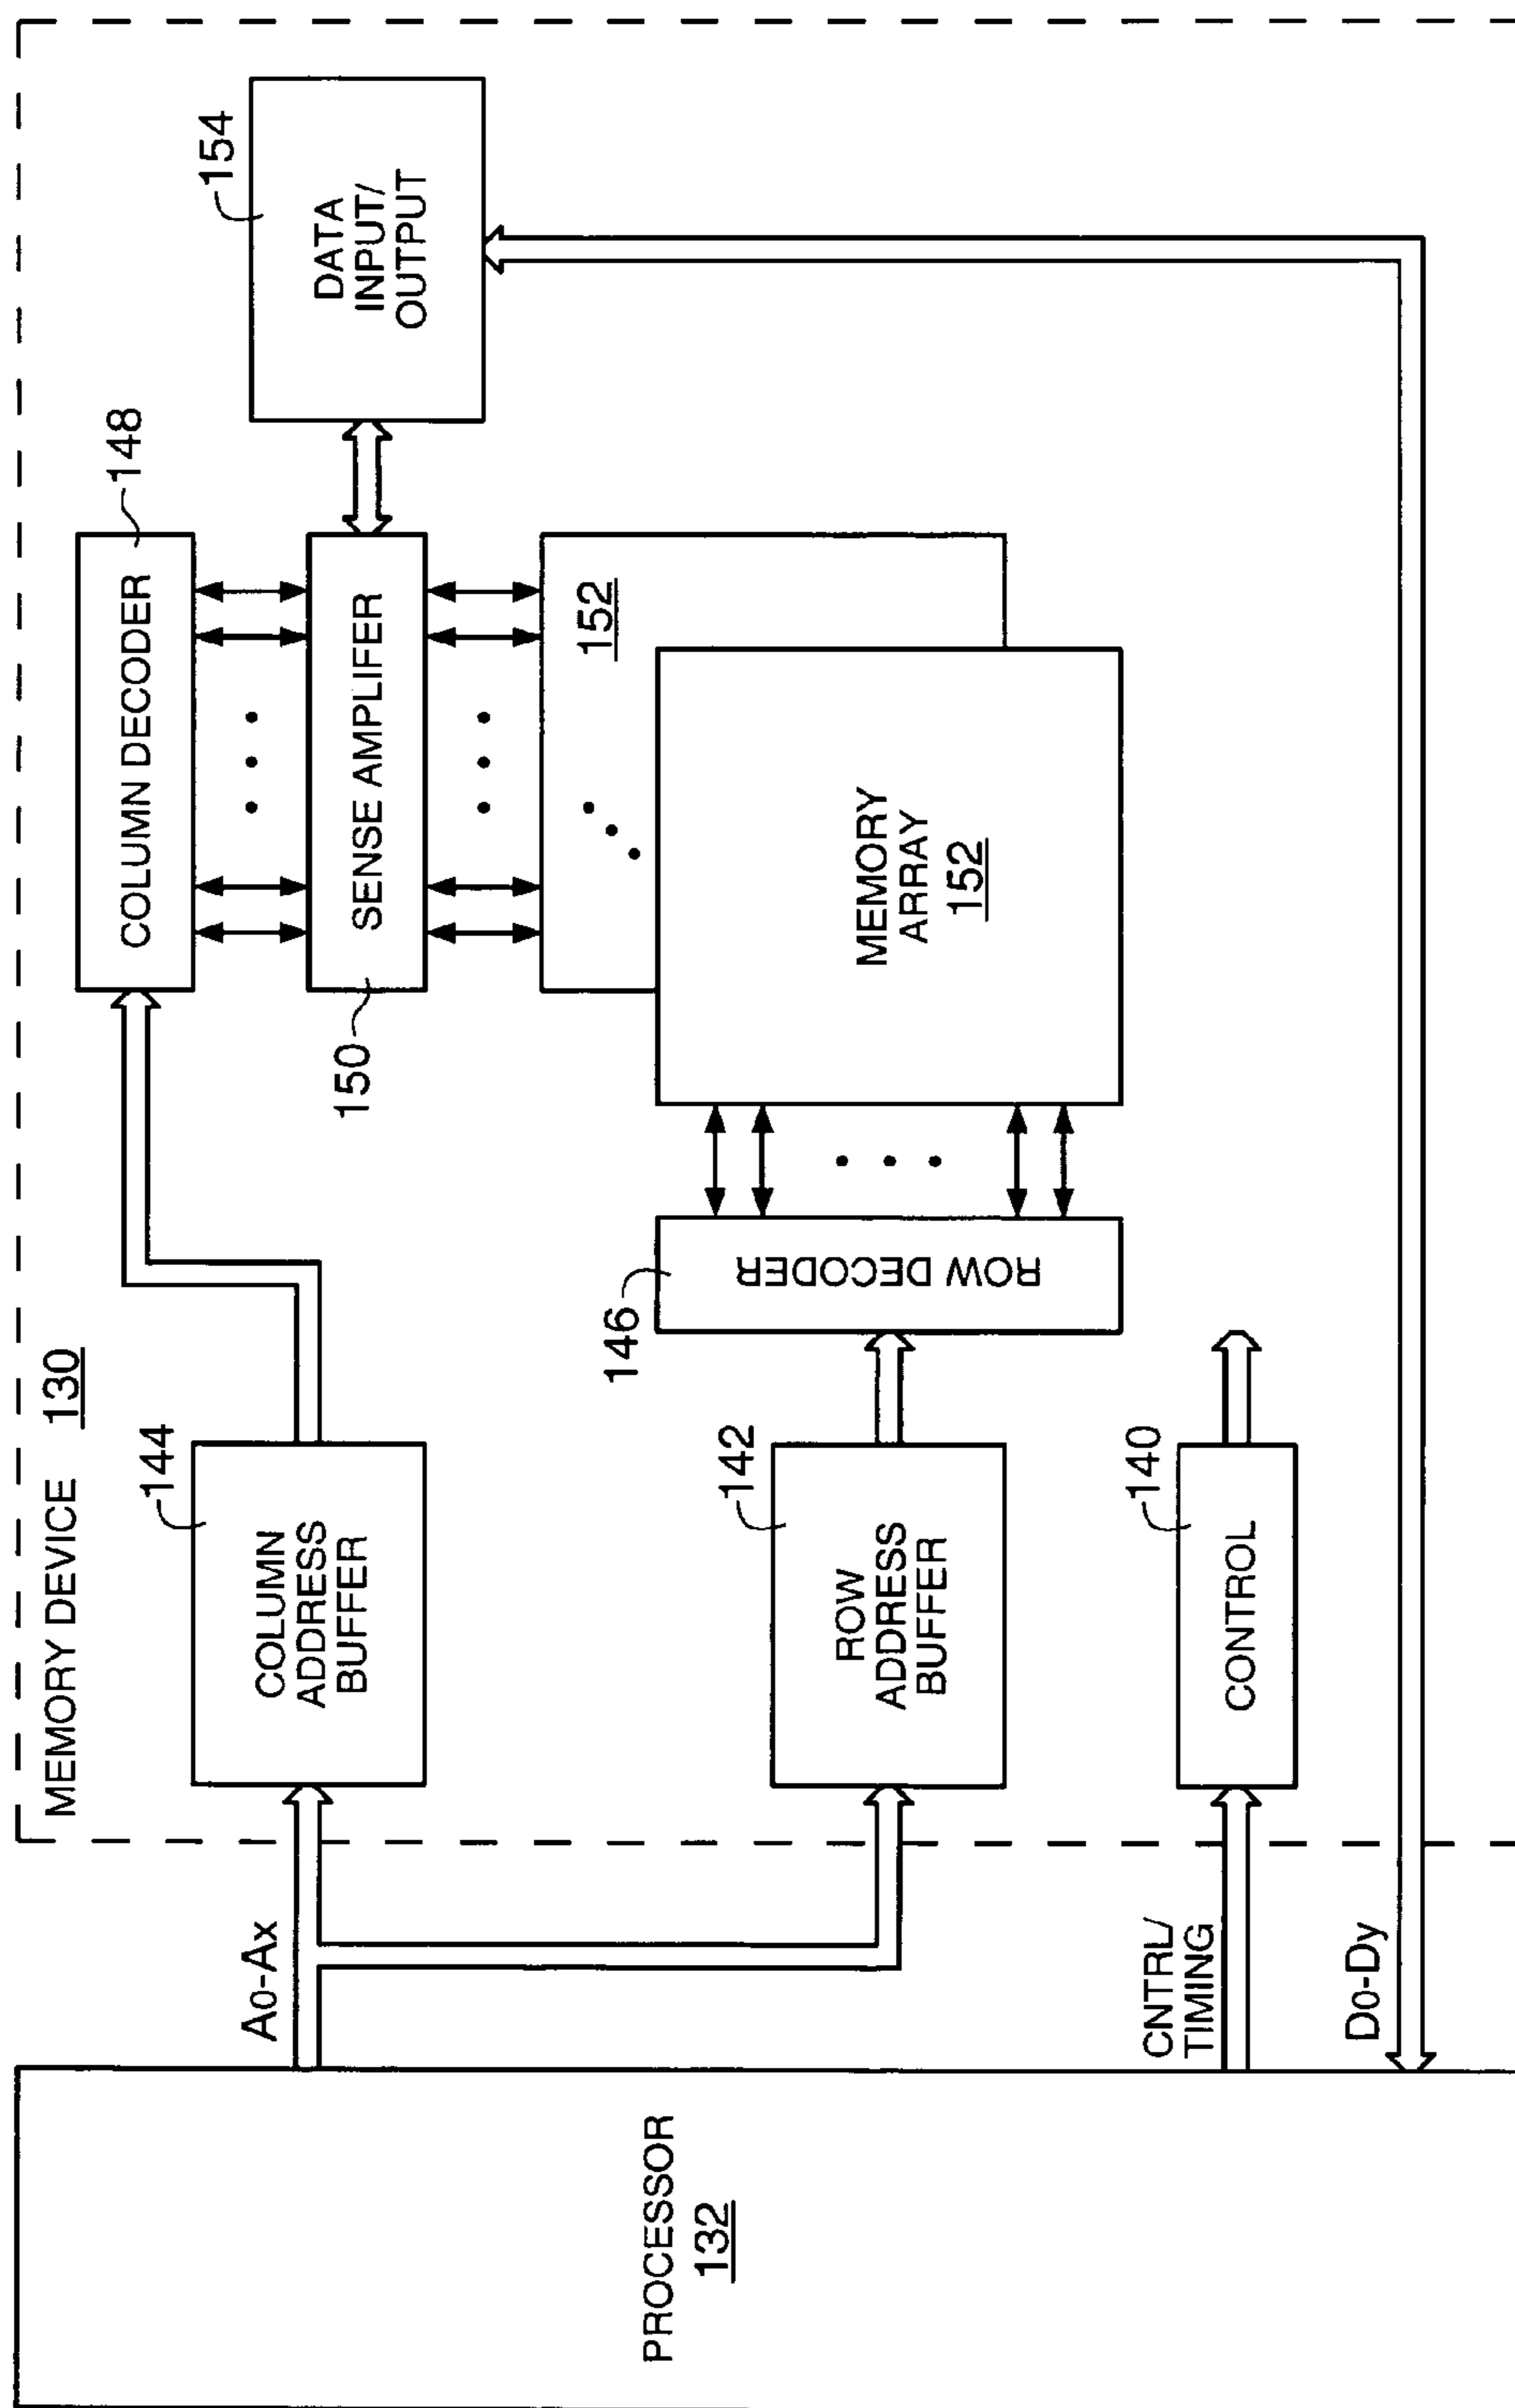 MEMORY DEVICE 130
PROCESSOR
132
A0-Ax
CNTRL/
TIMING
D0-Dy
144
COLUMN
ADDRESS
BUFFER
142
ROW
ADDRESS
BUFFER
140
CONTROL
148
COLUMN DECODER
150
SENSE AMPLIFER
146
ROW DECODER
152
MEMORY
ARRAY
152
154
DATA
INPUT/
OUTPUT